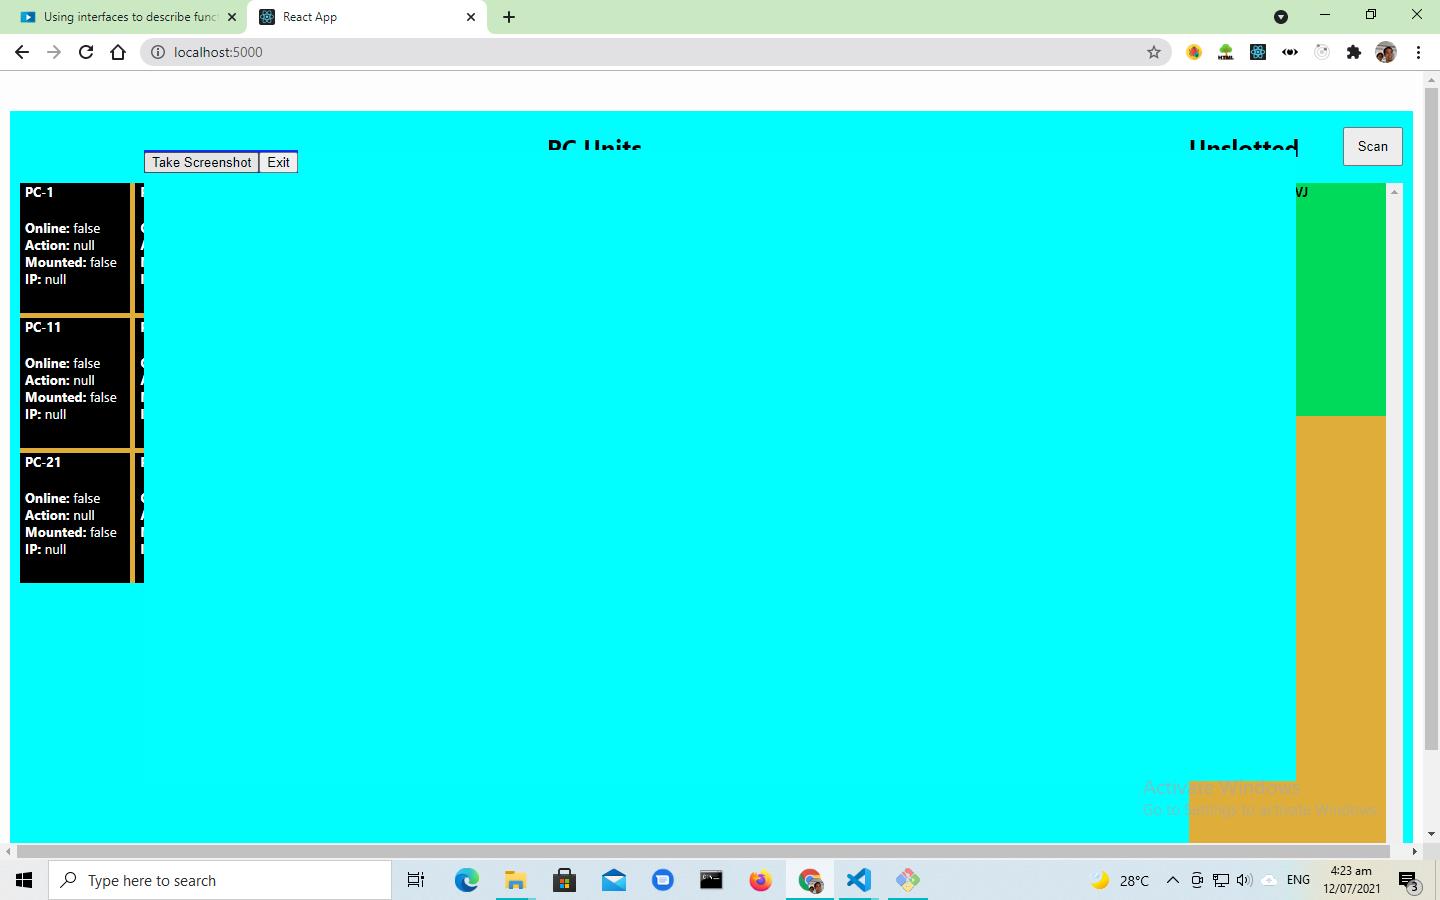 Using interfaces to describe func
React App
localhost:5000
PC Units
Unslotted
Scan
Take Screenshot
Exit
PC-1
Online: false
Action: null
Mounted: false
IP: null
PC-11
Online: false
Action: null
Mounted: false
IP: null
PC-21
Online: false
Action: null
Mounted: false
IP: null
Activate Windows
Go to Settings to activate Windows.
Type here to search
28°C
ENG
4:23 am
12/07/2021
3